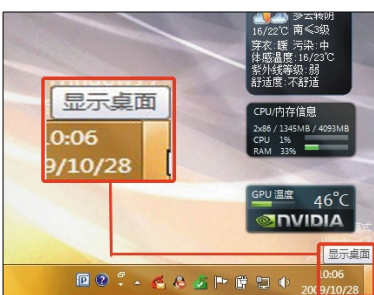 多云转阴
16/22℃ 南≤3级
穿衣:暖 污染:中
体感温度:16/23℃
紫外线等级:弱
舒适度:不舒适
显示桌面
10:06
9/10/28
CPU/内存信息
2x86 / 1345MB / 4093MB
CPU 1%
RAM 33%
GPU 温度
46°C
NVIDIA
显示桌面
10:06
2009/10/28